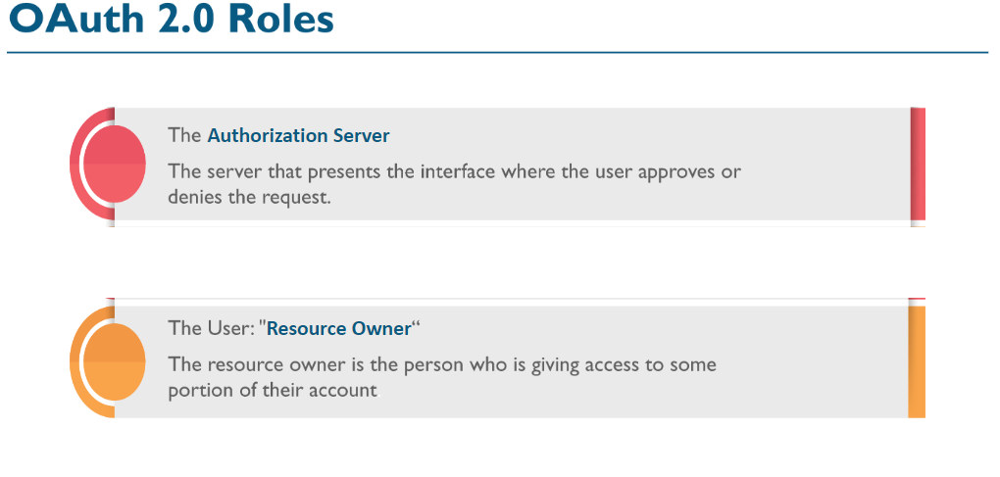 OAuth 2.0 Roles
The Authorization Server
The server that presents the interface where the user approves or
denies the request.
The User: "Resource Owner“
The resource owner is the person who is giving access to some
portion of their account